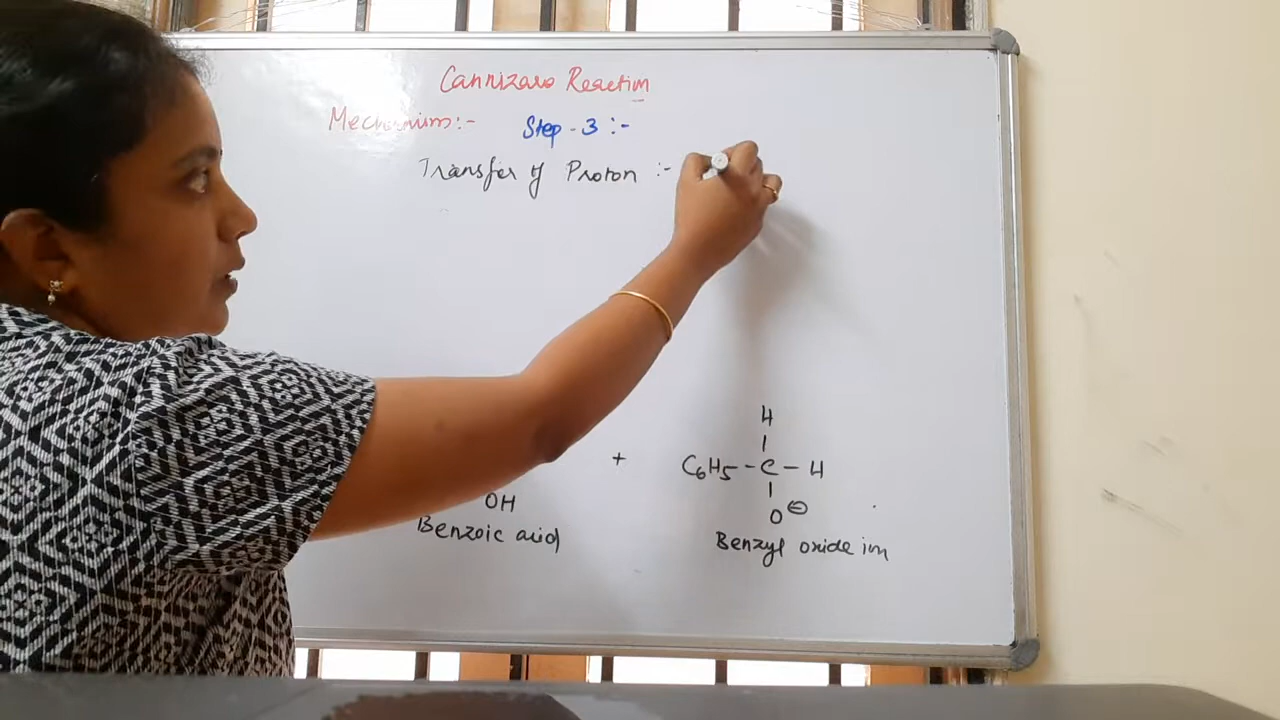 Cannizaro Reaction
Mechanism:- Step - 3 :-
Transfer of Proton :-
H
+ C6H5 - C - H
OH O ⊖
Benzoic acid Benzyl oxide ion